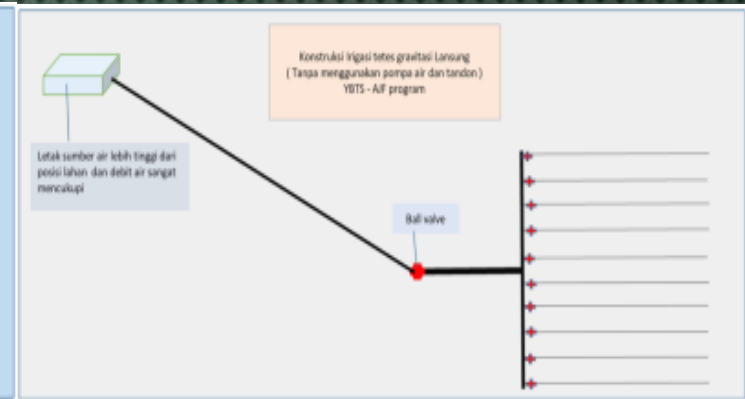 Konstruksi Irigasi tetes gravitasi Lansung
( Tanpa menggunakan pompa air dan tandon )
YBTS - AJF program
Letak sumber air lebih tinggi dari
posisi lahan dan debit air sangat
mencukupi
Ball valve